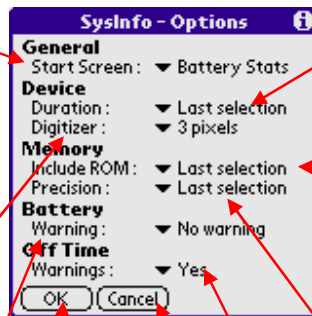 SysInfo - Options
General
Start Screen : Battery Stats
Device
Duration : Last selection
Digitizer : 3 pixels
Memory
Include ROM : Last selection
Precision : Last selection
Battery
Warning : No warning
Off Time
Warnings : Yes
OK Cancel